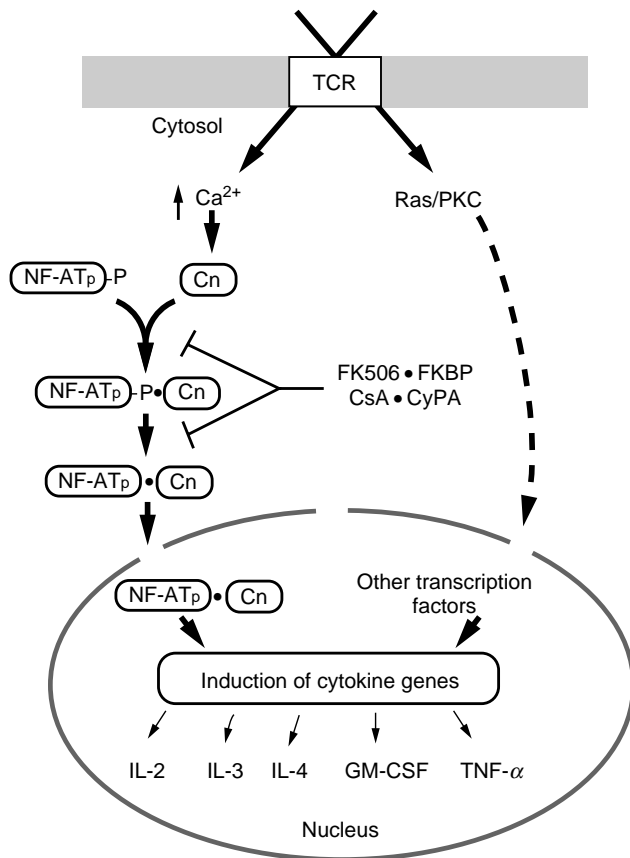 TCR
Cytosol
Ca²⁺
Ras/PKC
NF-ATp-P
Cn
NF-ATp-P•Cn
FK506•FKBP
CsA•CyPA
NF-ATp•Cn
NF-ATp•Cn
Other transcription
factors
Induction of cytokine genes
IL-2 IL-3 IL-4 GM-CSF TNF-α
Nucleus